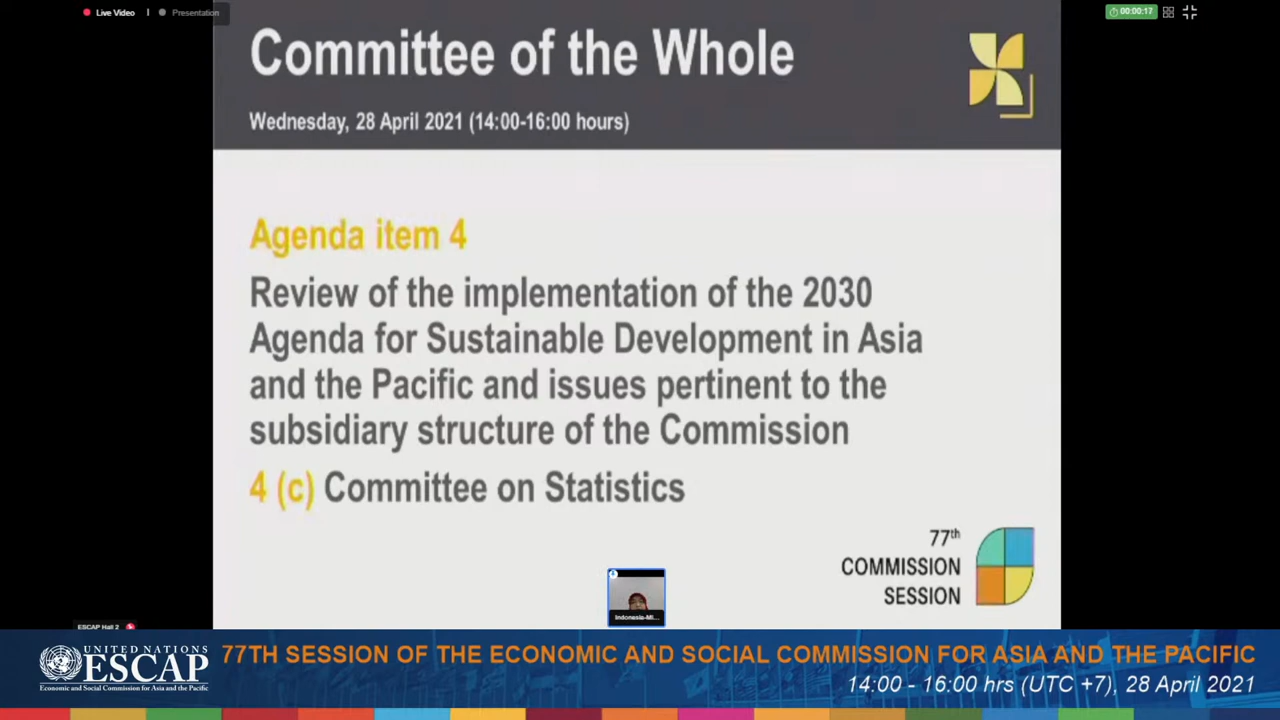 Live Video | Presentation
00:00:17
Committee of the Whole
Wednesday, 28 April 2021 (14:00-16:00 hours)
Agenda item 4
Review of the implementation of the 2030
Agenda for Sustainable Development in Asia
and the Pacific and issues pertinent to the
subsidiary structure of the Commission
4 (c) Committee on Statistics
77th
COMMISSION
SESSION
Indonesia-MI...
ESCAP Hall 2
UNITED NATIONS
ESCAP
Economic and Social Commission for Asia and the Pacific
77TH SESSION OF THE ECONOMIC AND SOCIAL COMMISSION FOR ASIA AND THE PACIFIC
14:00 - 16:00 hrs (UTC +7), 28 April 2021